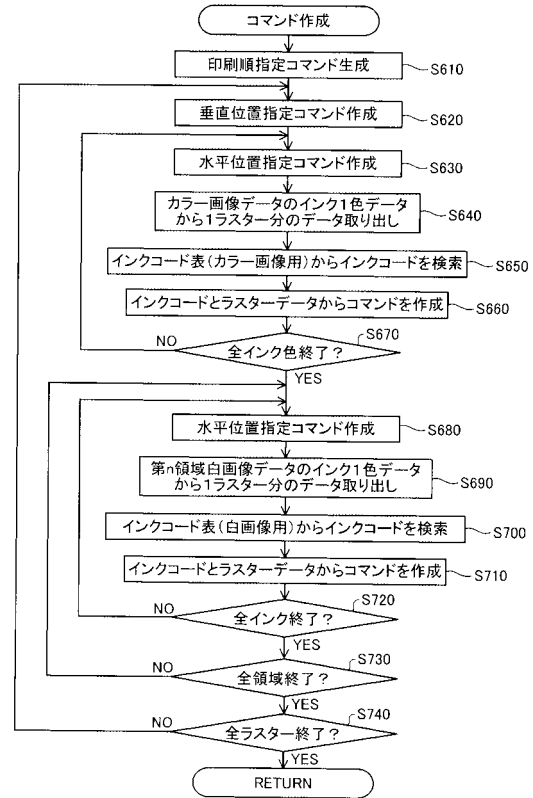 コマンド作成
印刷順指定コマンド生成
S610
垂直位置指定コマンド作成
S620
水平位置指定コマンド作成
S630
カラー画像データのインク1色データ
から1ラスター分のデータ取り出し
S640
インクコード表(カラー画像用)からインクコードを検索
S650
インクコードとラスターデータからコマンドを作成
S660
S670
NO
全インク色終了?
YES
水平位置指定コマンド作成
S680
第n領域白画像データのインク1色データ
から1ラスター分のデータ取り出し
S690
インクコード表(白画像用)からインクコードを検索
S700
インクコードとラスターデータからコマンドを作成
S710
S720
NO
全インク終了?
YES
S730
NO
全領域終了?
YES
S740
NO
全ラスター終了?
YES
RETURN